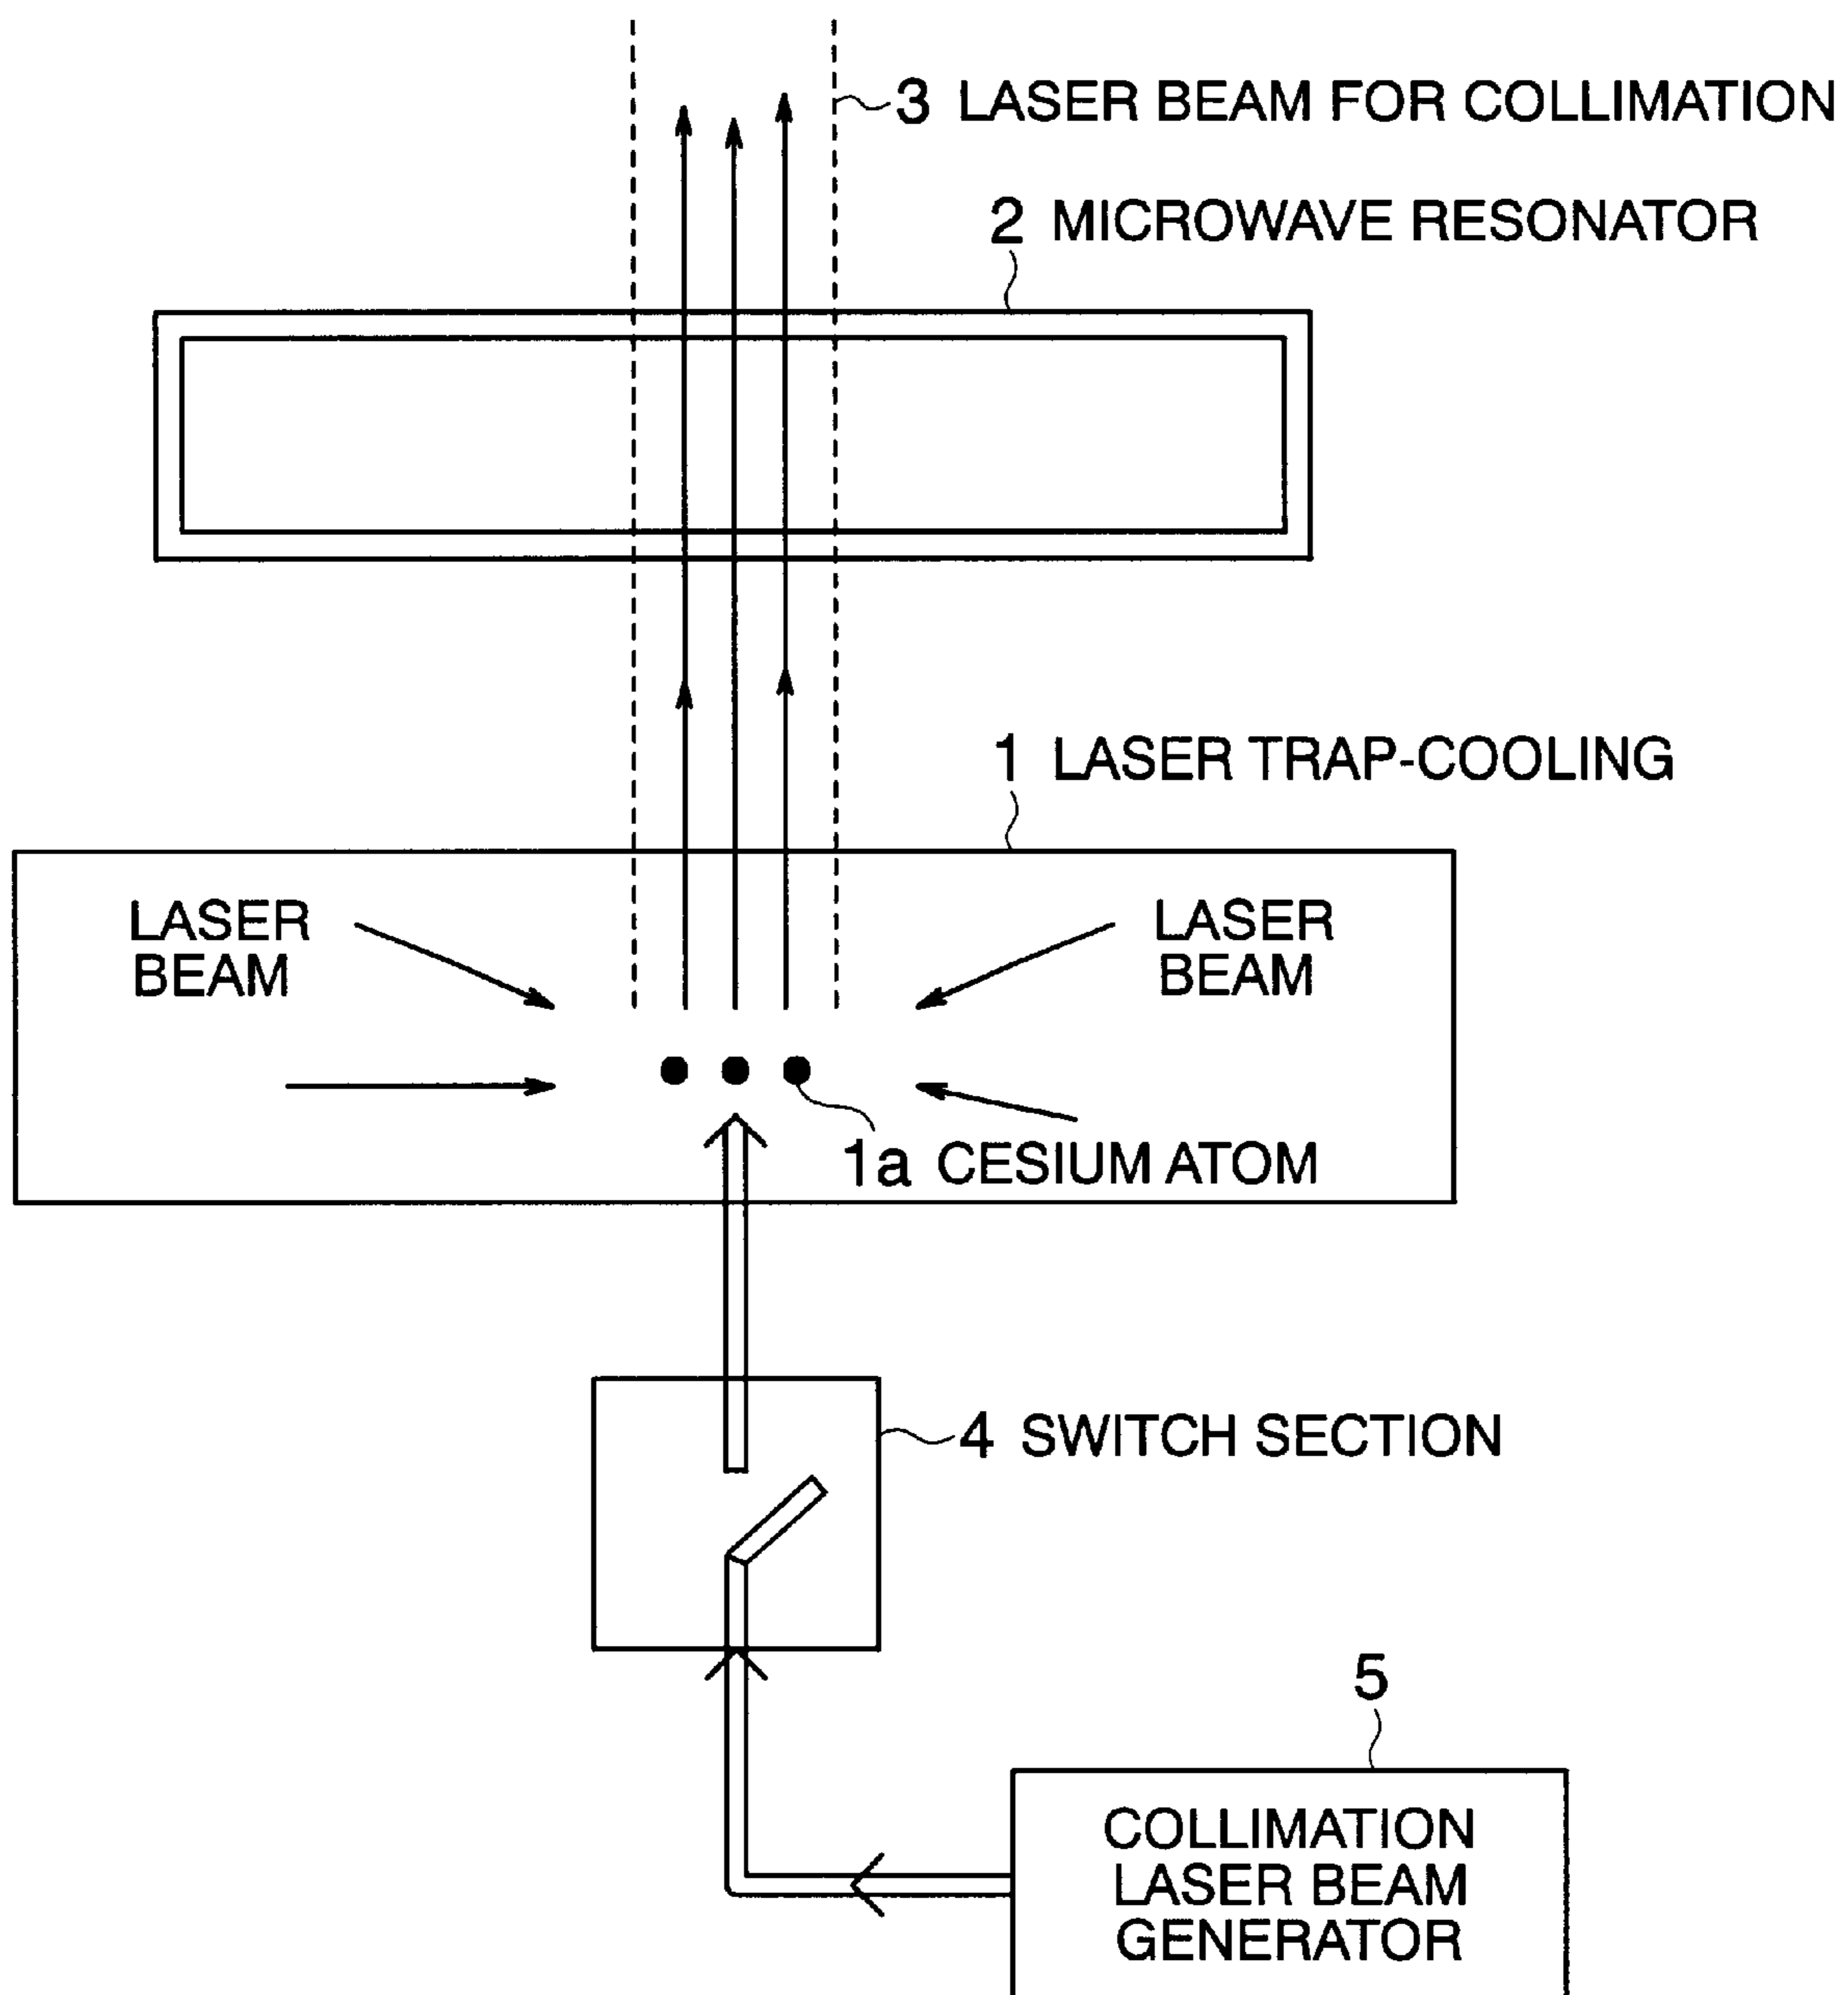 3 LASER BEAM FOR COLLIMATION
2 MICROWAVE RESONATOR
1 LASER TRAP-COOLING
LASER
BEAM
LASER
BEAM
1a CESIUM ATOM
4 SWITCH SECTION
5
COLLIMATION
LASER BEAM
GENERATOR